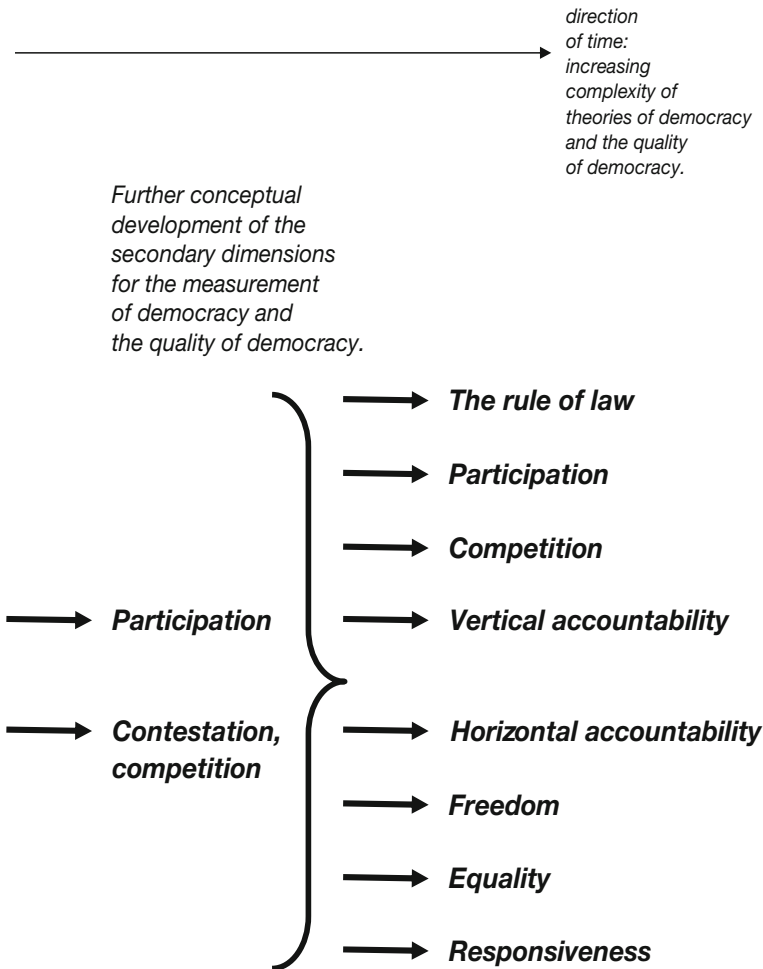 direction
of time:
increasing
complexity of
theories of democracy
and the quality
of democracy.
Further conceptual
development of the
secondary dimensions
for the measurement
of democracy and
the quality of democracy.
The rule of law
Participation
Competition
Participation
Vertical accountability
Contestation,
competition
Horizontal accountability
Freedom
Equality
Responsiveness